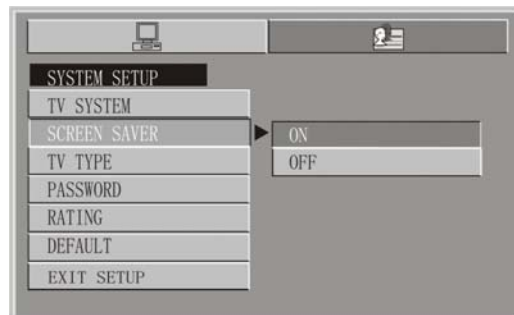 SYSTEM SETUP
TV SYSTEM
SCREEN SAVER
ON
TV TYPE
OFF
PASSWORD
RATING
DEFAULT
EXIT SETUP